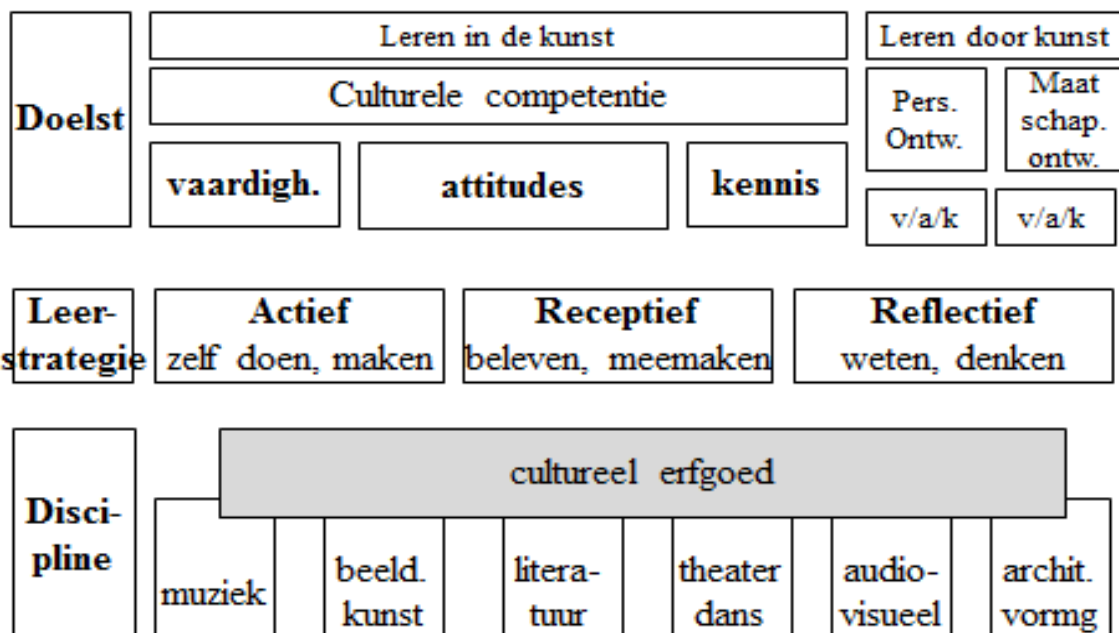 Doelst
Leren in de kunst
Leren door kunst
Culturele competentie
Pers.
Ontw.
Maat
schap.
ontw.
vaardigh.
attitudes
kennis
v/a/k
v/a/k
Leer-
strategie
Actief
zelf doen, maken
Receptief
beleven, meemaken
Reflectief
weten, denken
Disci-
pline
cultureel erfgoed
muziek
beeld.
kunst
litera-
tuur
theater
dans
audio-
visueel
archit.
vormg